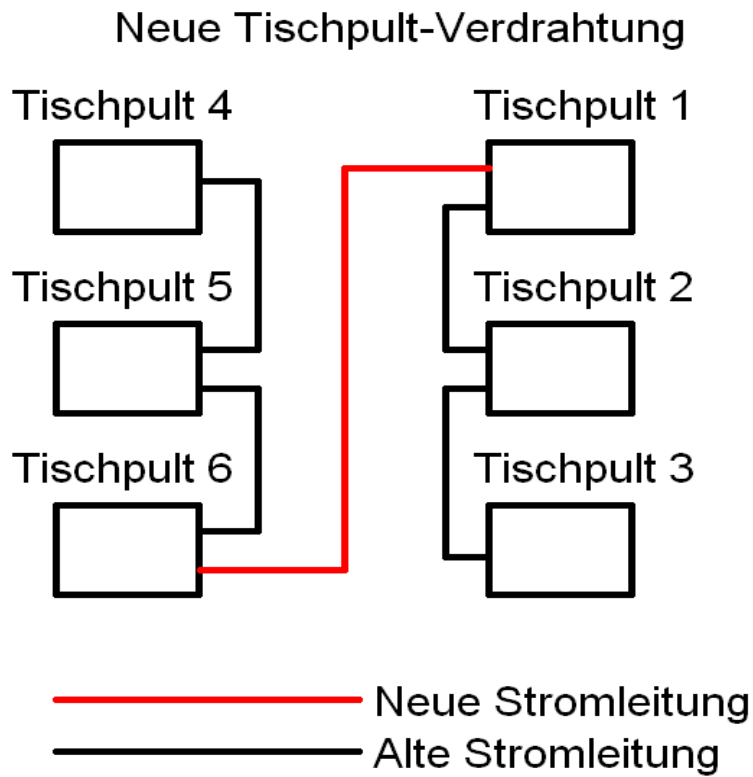 Neue Tischpult-Verdrahtung
Tischpult 4
Tischpult 1
Tischpult 5
Tischpult 2
Tischpult 6
Tischpult 3
Neue Stromleitung
Alte Stromleitung